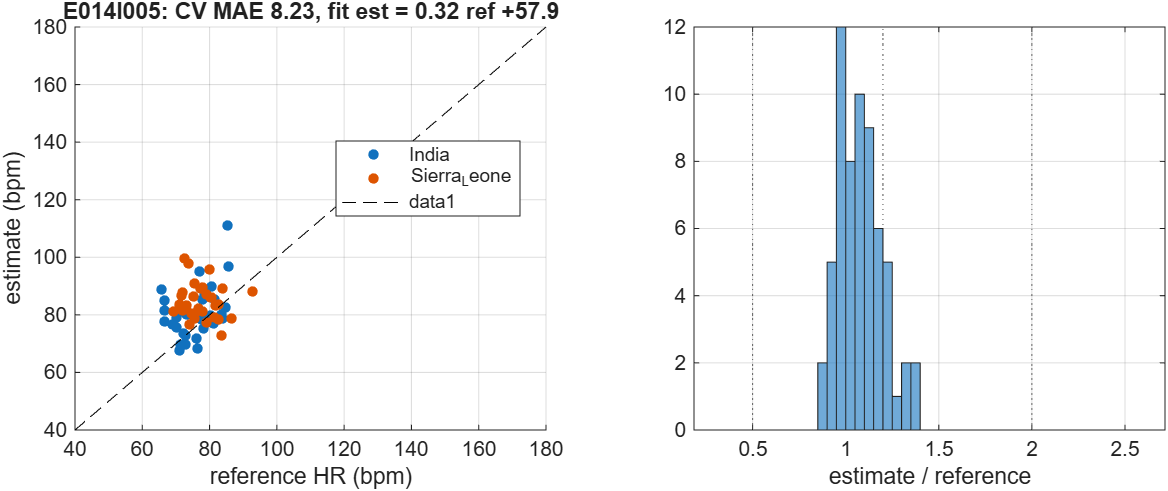 E014I005: CV MAE 8.23, fit est = 0.32 ref +57.9
180
160
140
120
100
80
60
40
40 60 80 100 120 140 160 180
estimate (bpm)
reference HR (bpm)
India
Sierra_Leone
data1
12
10
8
6
4
2
0
0.5 1 1.5 2 2.5
estimate / reference